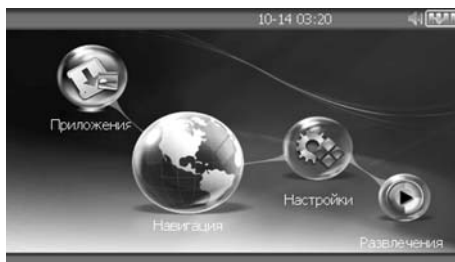 10-14 03:20
Приложения
Навигация
Настройки
Развлечения